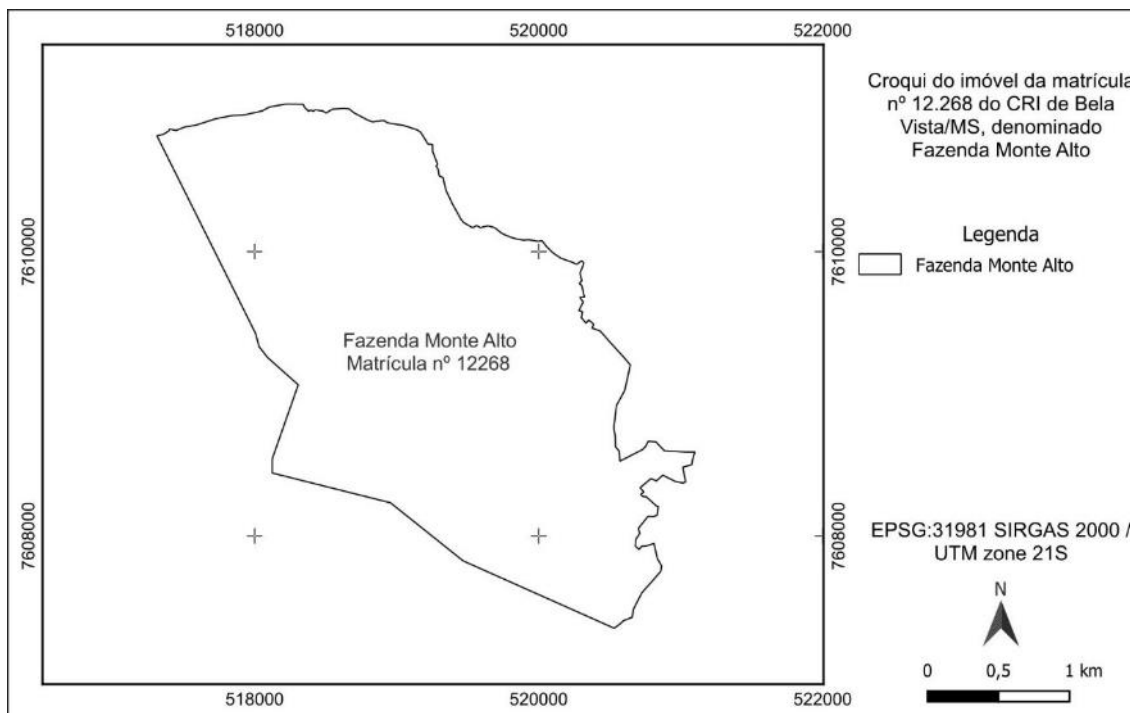 518000
520000
522000
Croqui do imóvel da matrícula
nº 12.268 do CRI de Bela
Vista/MS, denominado
Fazenda Monte Alto
7610000
7610000
Legenda
Fazenda Monte Alto
Fazenda Monte Alto
Matrícula nº 12268
7608000
7608000
EPSG:31981 SIRGAS 2000 /
UTM zone 21S
N
0 0,5 1 km
518000
520000
522000